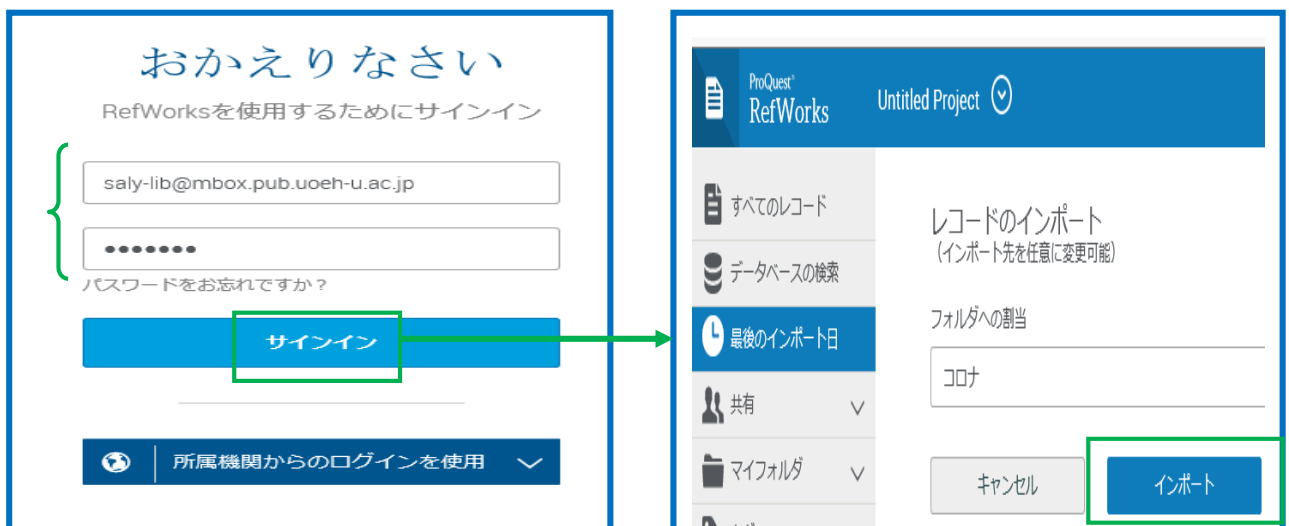 おかえりなさい
RefWorksを使用するためにサインイン
saly-lib@mbox.pub.uoeh-u.ac.jp
•••••••
パスワードをお忘れですか？
サインイン
所属機関からのログインを使用
ProQuest®
RefWorks
Untitled Project
すべてのレコード
データベースの検索
最後のインポート日
共有
マイフォルダ
レコードのインポート
（インポート先を任意に変更可能）
フォルダへの割当
コロナ
キャンセル
インポート